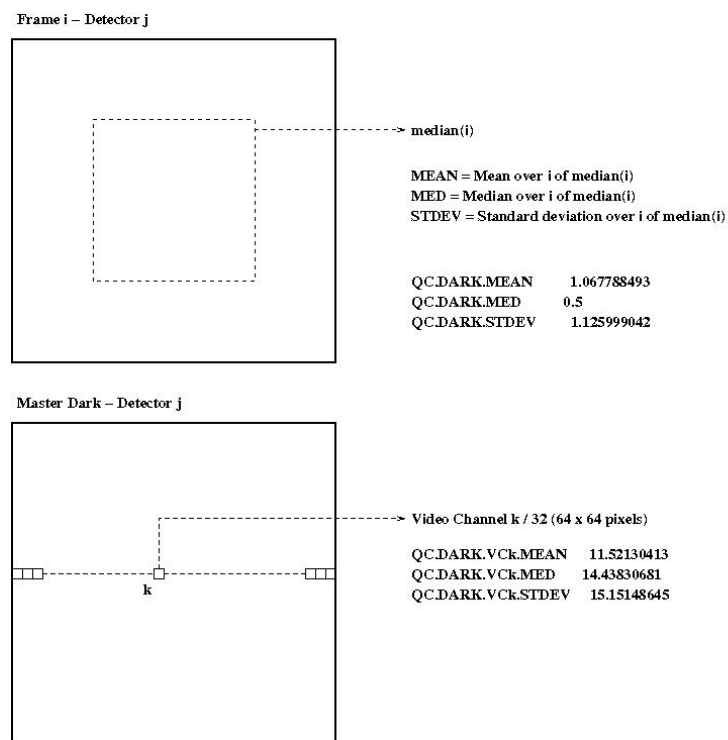 Frame i – Detector j
median(i)
MEAN = Mean over i of median(i)
MED = Median over i of median(i)
STDEV = Standard deviation over i of median(i)
QC.DARK.MEAN 1.067788493
QC.DARK.MED 0.5
QC.DARK.STDEV 1.125999042
Master Dark – Detector j
Video Channel k / 32 (64 x 64 pixels)
QC.DARK.VCk.MEAN 11.52130413
QC.DARK.VCk.MED 14.43830681
QC.DARK.VCk.STDEV 15.15148645
k